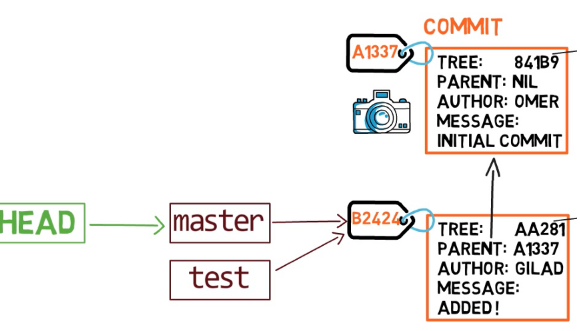 COMMIT
A1337
TREE: 841B9
PARENT: NIL
AUTHOR: OMER
MESSAGE:
INITIAL COMMIT
HEAD
master
test
B2424
TREE: AA281
PARENT: A1337
AUTHOR: GILAD
MESSAGE:
ADDED!